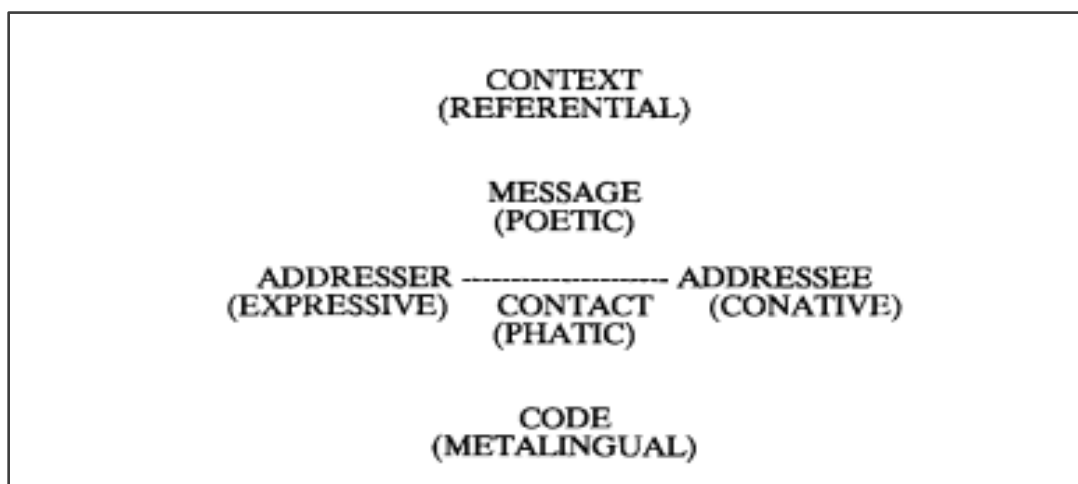 CONTEXT
(REFERENTIAL)
MESSAGE
(POETIC)
ADDRESSER --------------------- ADDRESSEE
(EXPRESSIVE) CONTACT (CONATIVE)
(PHATIC)
CODE
(METALINGUAL)